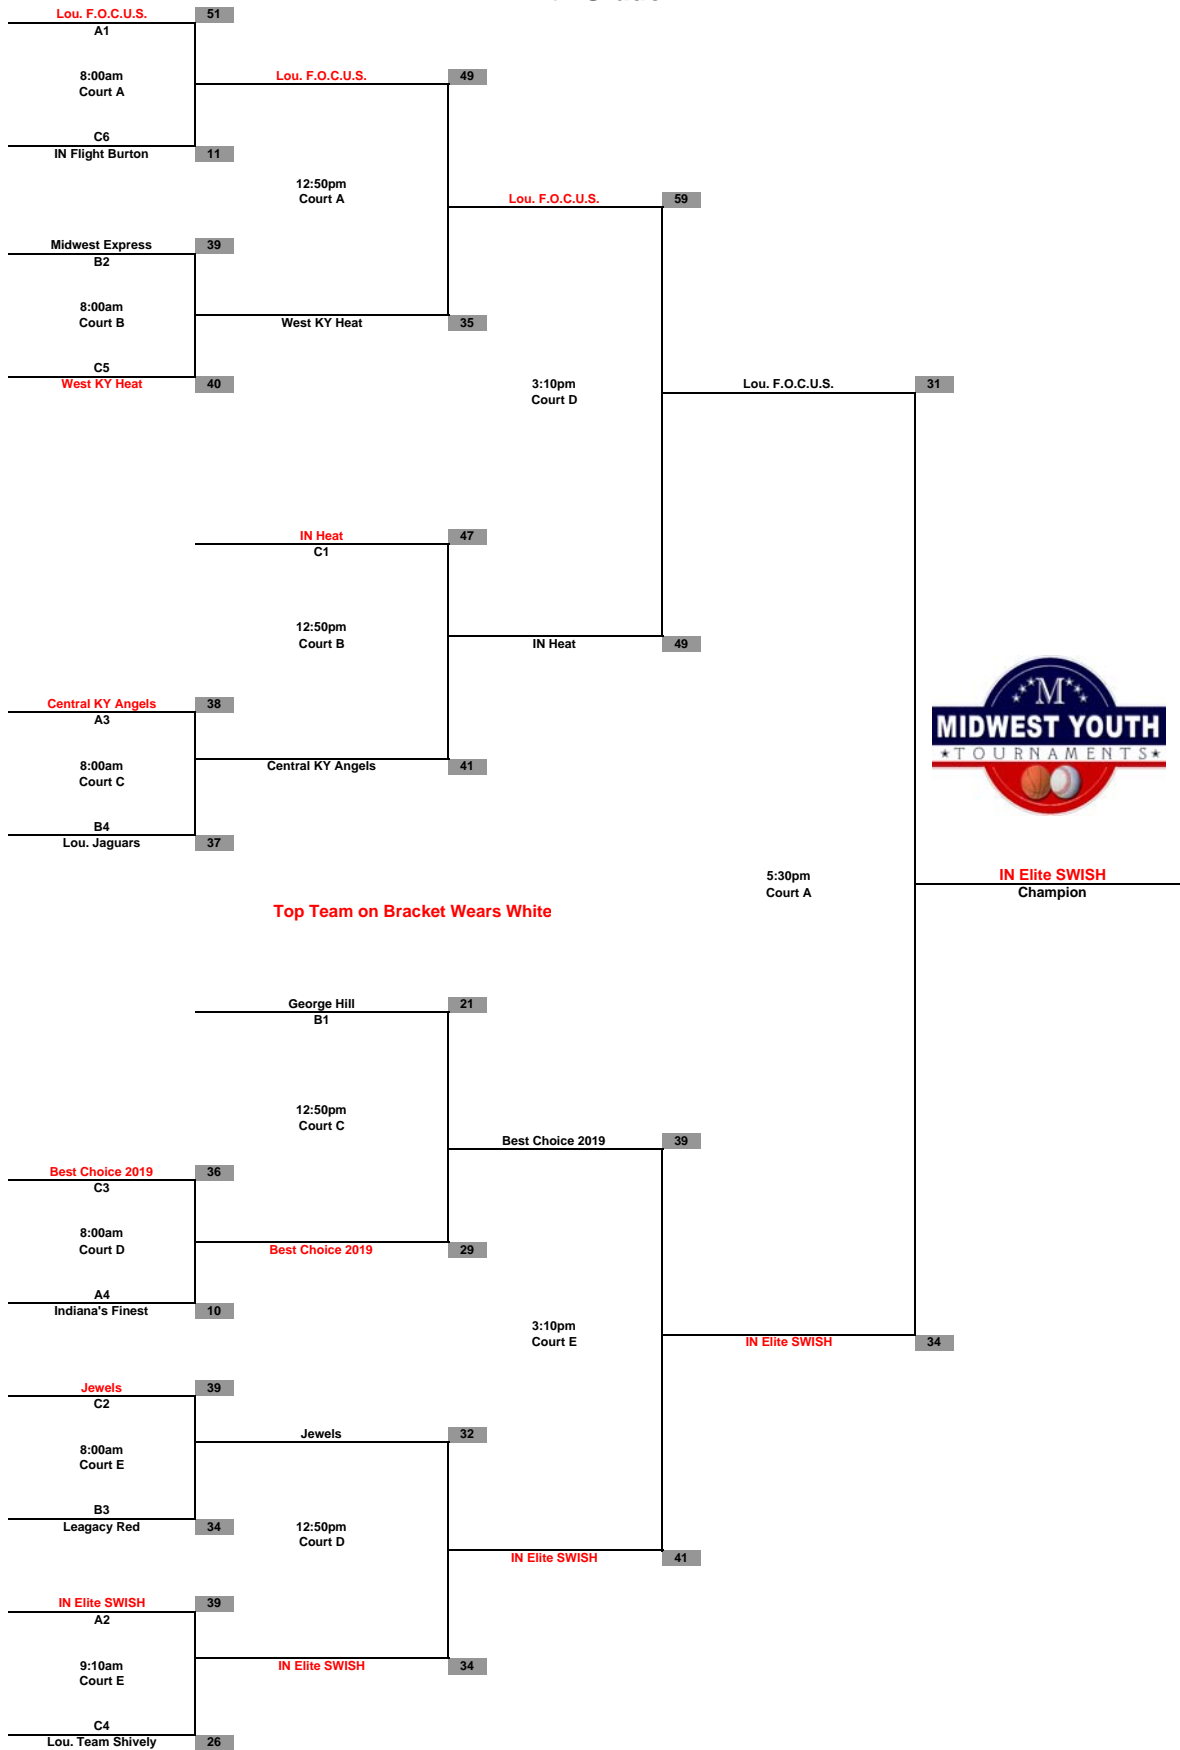 Lou. F.O.C.U.S. 51
A1
8:00am
Court A
C6
IN Flight Burton 11
Lou. F.O.C.U.S. 49
12:50pm
Court A
Midwest Express 39
B2
8:00am
Court B
C5
West KY Heat 40
West KY Heat 35
Lou. F.O.C.U.S. 59
3:10pm
Court D
Lou. F.O.C.U.S. 31
IN Heat 47
C1
12:50pm
Court B
IN Heat 49
Central KY Angels 38
A3
8:00am
Court C
B4
Lou. Jaguars 37
Central KY Angels 41
M
MIDWEST YOUTH
TOURNAMENTS
5:30pm
Court A
IN Elite SWISH
Champion
Top Team on Bracket Wears White
George Hill 21
B1
12:50pm
Court C
Best Choice 2019 39
Best Choice 2019 36
C3
8:00am
Court D
A4
Indiana's Finest 10
Best Choice 2019 29
3:10pm
Court E
IN Elite SWISH 34
Jewels 39
C2
8:00am
Court E
B3
Leagacy Red 34
Jewels 32
12:50pm
Court D
IN Elite SWISH 41
IN Elite SWISH 39
A2
9:10am
Court E
C4
Lou. Team Shively 26
IN Elite SWISH 34